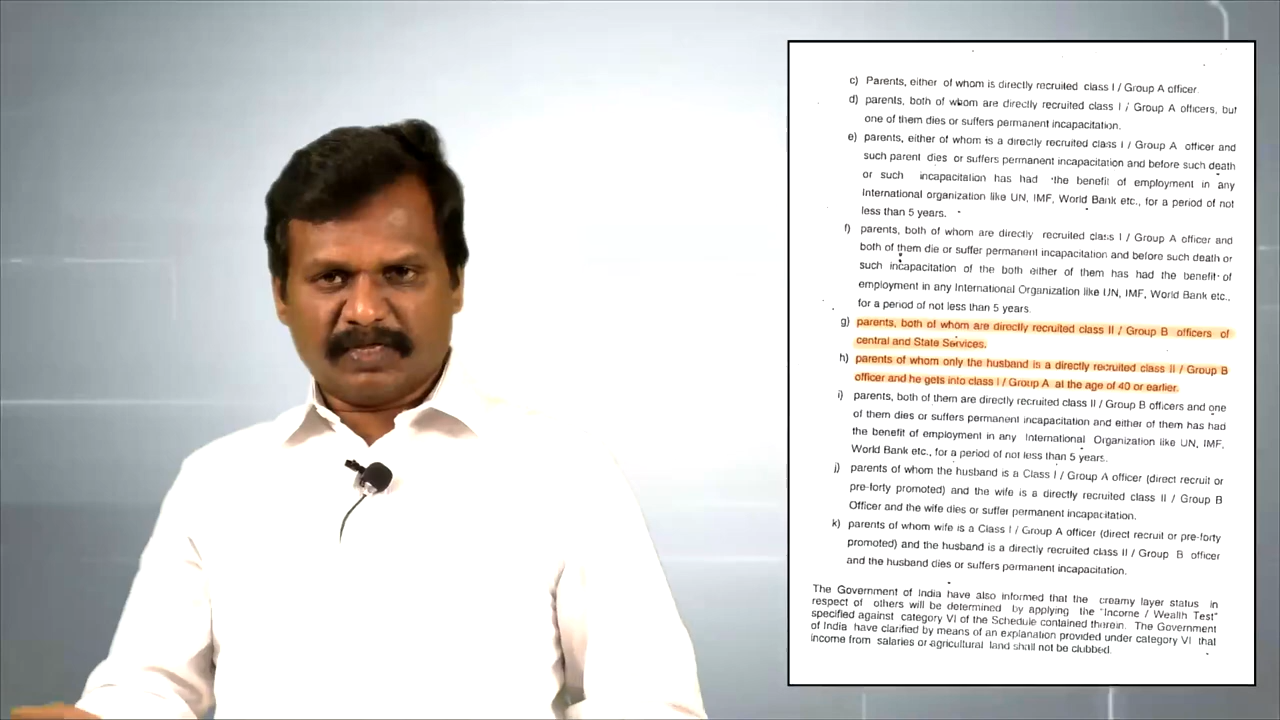 c) Parents, either of whom is directly recruited class I / Group A officer.
d) parents, both of whom are directly recruited class I / Group A officers, but
one of them dies or suffers permanent incapacitation.
e) parents, either of whom is a directly recruited class I / Group A officer and
such parent dies or suffers permanent incapacitation and before such death
or such incapacitation has had the benefit of employment in any
International organization like UN, IMF, World Bank etc., for a period of not
less than 5 years.
f) parents, both of whom are directly recruited class I / Group A officer and
both of them die or suffer permanent incapacitation and before such death or
such incapacitation of the both either of them has had the benefit of
employment in any International Organization like UN, IMF, World Bank etc.,
for a period of not less than 5 years.
g) parents, both of whom are directly recruited class II / Group B officers of
central and State Services.
h) parents of whom only the husband is a directly recruited class II / Group B
officer and he gets into class I / Group A at the age of 40 or earlier.
i) parents, both of them are directly recruited class II / Group B officers and one
of them dies or suffers permanent incapacitation and either of them has had
the benefit of employment in any International Organization like UN, IMF,
World Bank etc., for a period of not less than 5 years.
j) parents of whom the husband is a Class I / Group A officer (direct recruit or
pre-forty promoted) and the wife is a directly recruited class II / Group B
Officer and the wife dies or suffer permanent incapacitation.
k) parents of whom wife is a Class I / Group A officer (direct recruit or pre-forty
promoted) and the husband is a directly recruited class II / Group B officer
and the husband dies or suffers permanent incapacitation.
The Government of India have also informed that the creamy layer status in
respect of others will be determined by applying the "Income / Wealth Test"
specified against category VI of the Schedule contained therein. The Government
of India have clarified by means of an explanation provided under category VI that
income from salaries or agricultural land shall not be clubbed.